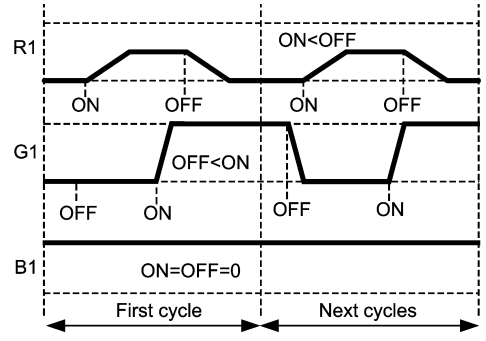 R1
ON<OFF
ON OFF ON OFF
G1
OFF<ON
OFF ON OFF ON
B1
ON=OFF=0
First cycle Next cycles